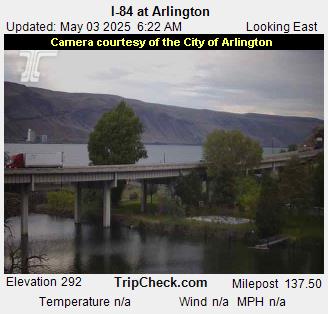 I-84 at Arlington
Updated: May 03 2025 6:22 AM Looking East
Camera courtesy of the City of Arlington
Elevation 292 TripCheck.com Milepost 137.50
Temperature n/a Wind n/a MPH n/a